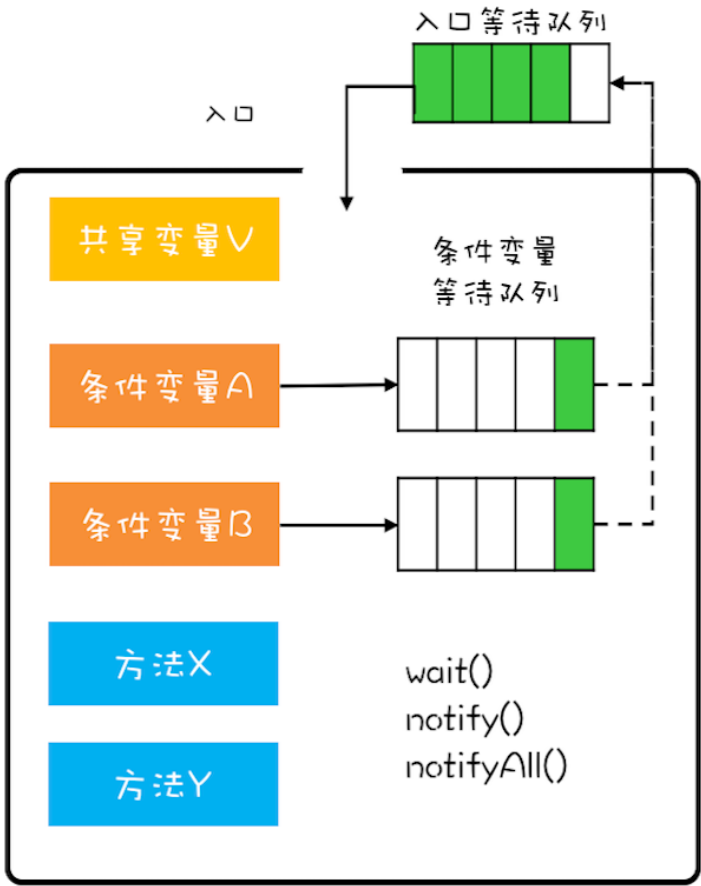 入口等待队列
入口
共享变量V
条件变量
等待队列
条件变量A
条件变量B
方法X
wait()
notify()
notifyAll()
方法Y